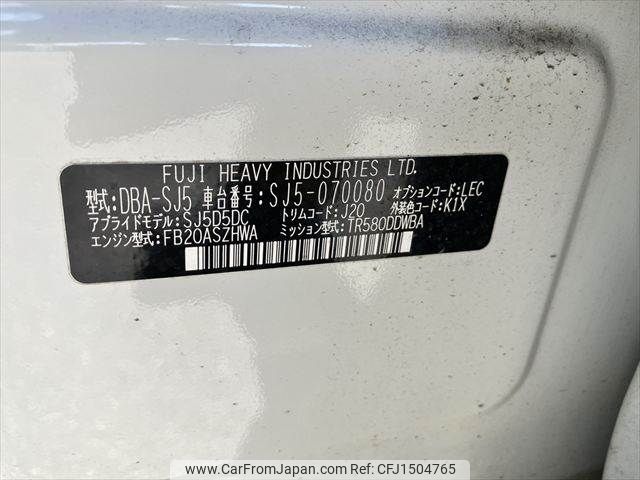 FUJI HEAVY INDUSTRIES LTD.
型式:DBA-SJ5 車台番号:SJ5-070080 オプションコード:LEC
アプライドモデル:SJ5D5DC トリムコード:J20 外装色コード:K1X
エンジン型式:FB20ASZHWA ミッション型式:TR580DDWBA
www.CarFromJapan.com - CFJ1504765